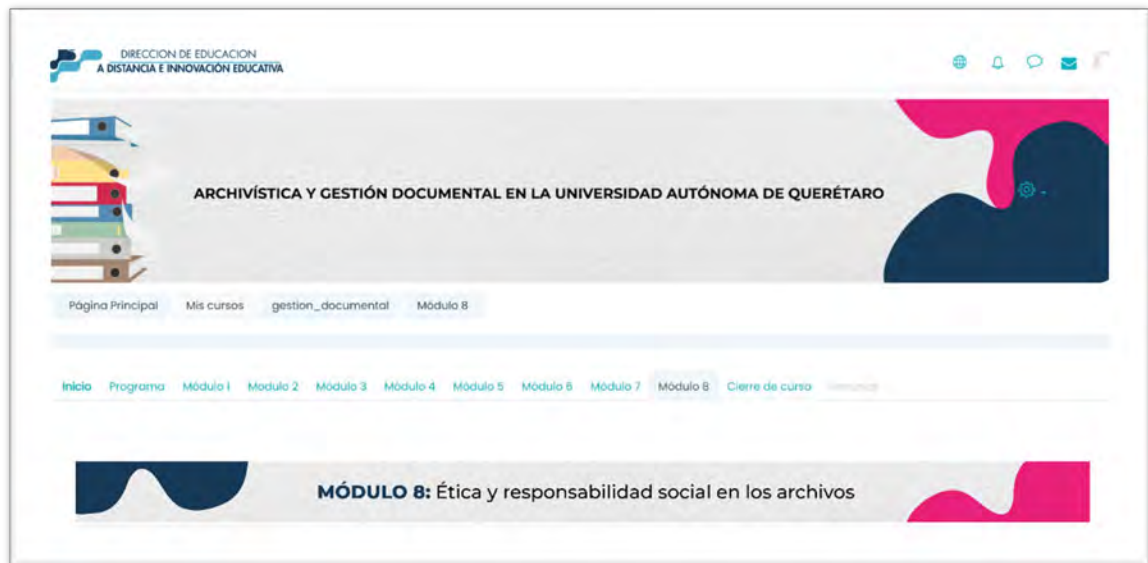 DIRECCION DE EDUCACION
A DISTANCIA E INNOVACIÓN EDUCATIVA
ARCHIVÍSTICA Y GESTIÓN DOCUMENTAL EN LA UNIVERSIDAD AUTÓNOMA DE QUERÉTARO
Página Principal Mis cursos gestion_documental Módulo 8
Inicio Programa Módulo 1 Modulo 2 Módulo 3 Módulo 4 Módulo 5 Módulo 6 Módulo 7 Módulo 8 Cierre de curso
MÓDULO 8: Ética y responsabilidad social en los archivos